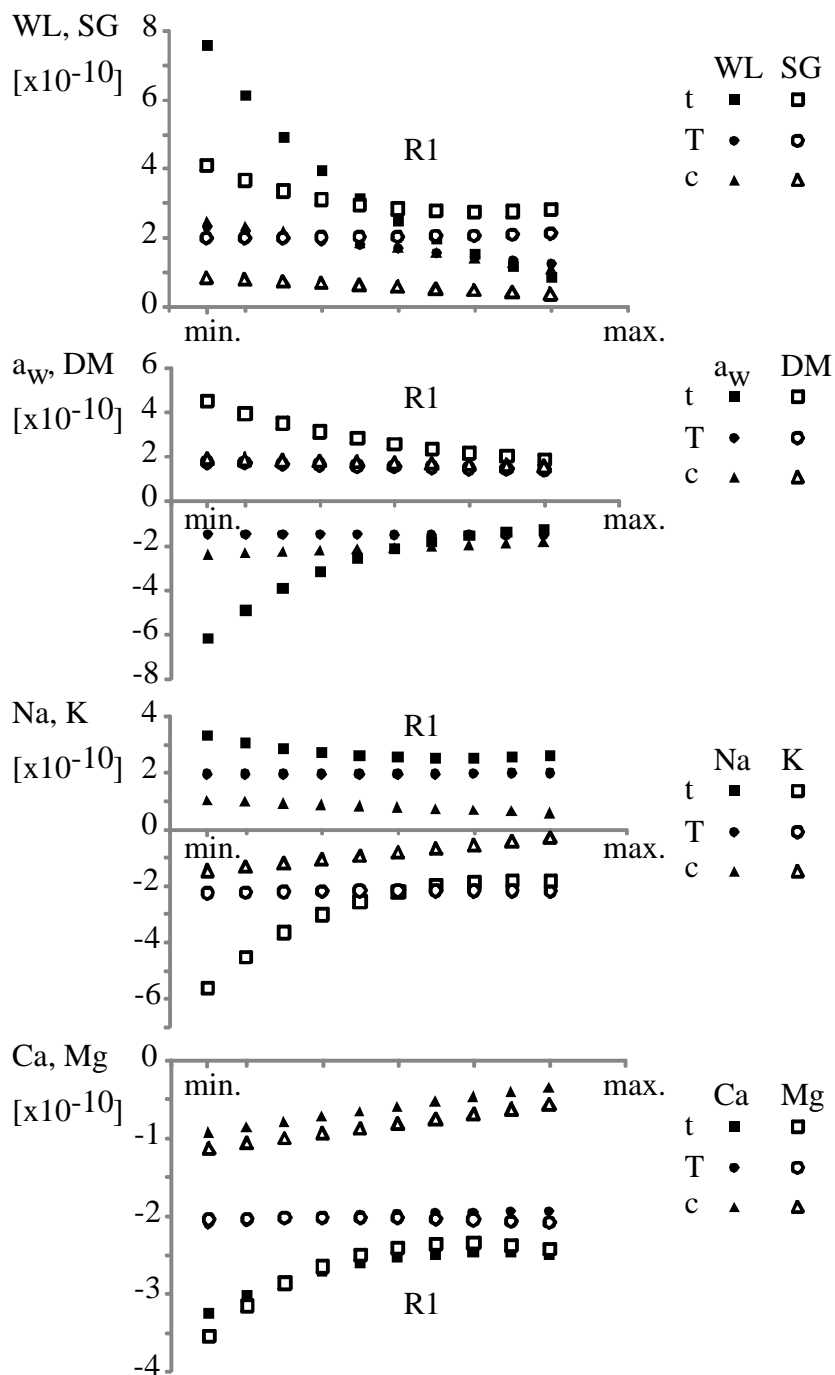 WL, SG
[x10-10]
8
6
4
2
0
R1
min.
max.
WL SG
t
T
c
aw, DM
[x10-10]
6
4
2
0
-2
-4
-6
-8
R1
min.
max.
aw DM
t
T
c
Na, K
[x10-10]
4
2
0
-2
-4
-6
R1
min.
max.
Na K
t
T
c
Ca, Mg
[x10-10]
0
-1
-2
-3
-4
min.
max.
R1
Ca Mg
t
T
c